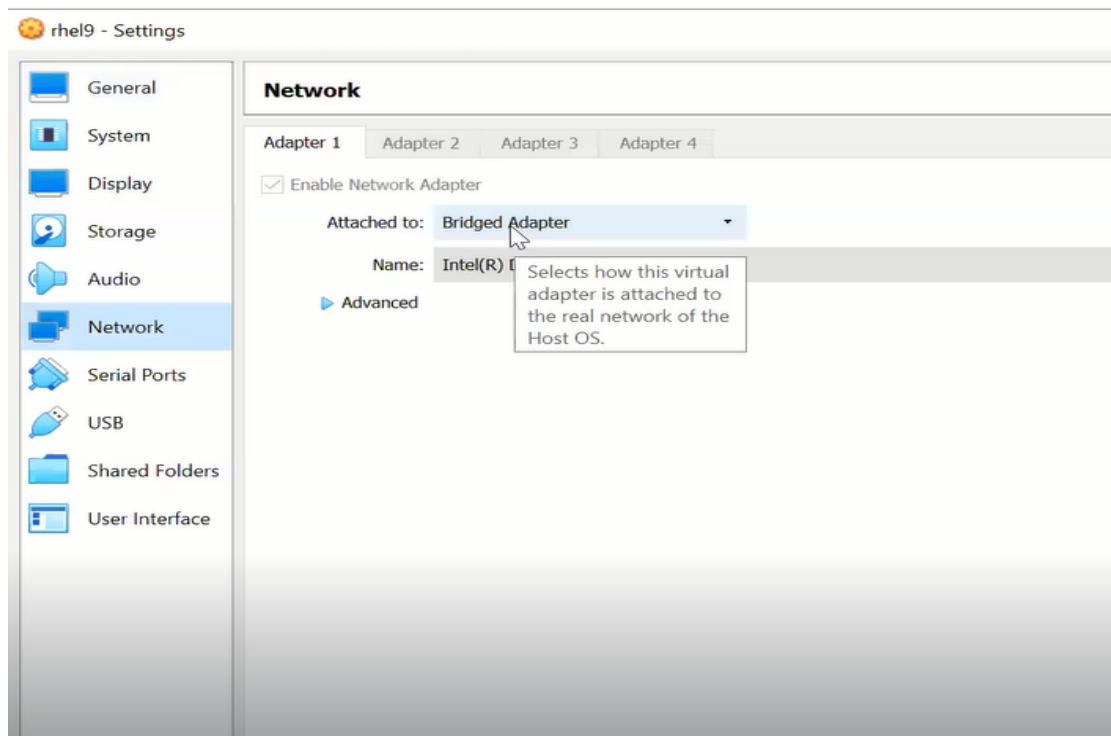 rhel9 - Settings
General
System
Display
Storage
Audio
Network
Serial Ports
USB
Shared Folders
User Interface
Network
Adapter 1 Adapter 2 Adapter 3 Adapter 4
Enable Network Adapter
Attached to: Bridged Adapter
Name: Intel(R)
Advanced
Selects how this virtual
adapter is attached to
the real network of the
Host OS.